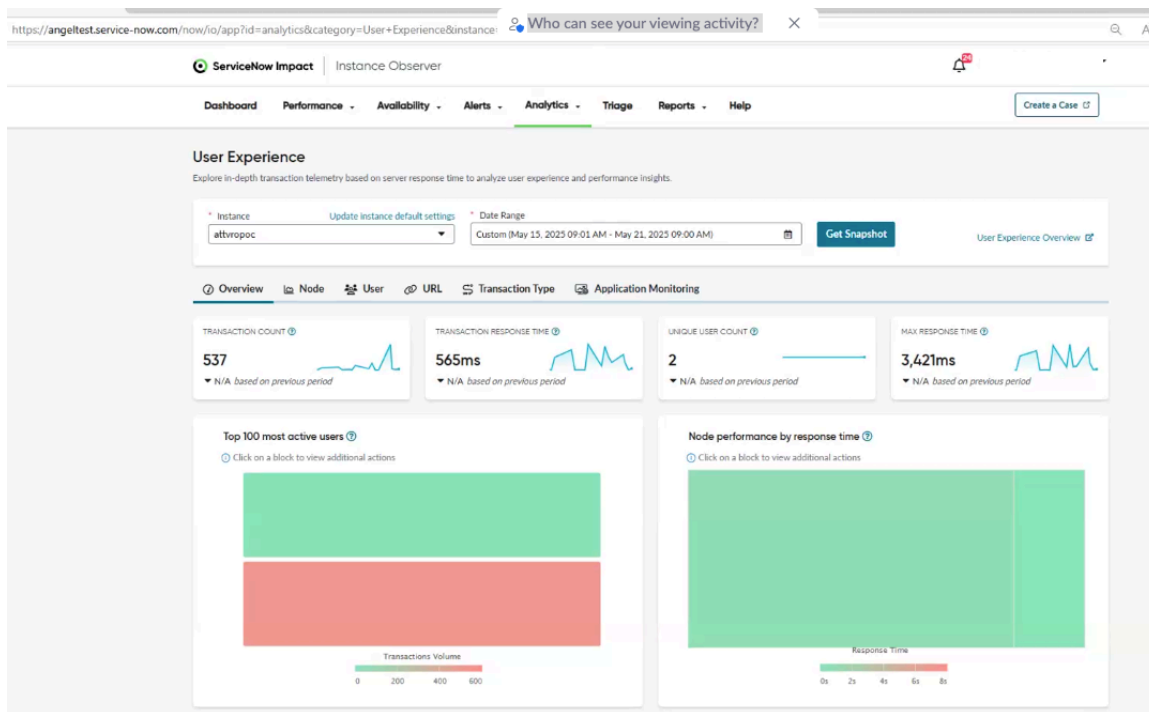 Who can see your viewing activity?
https://angeltest.service-now.com/now/io/app?id=analytics&category=User+Experience&instance
ServiceNow Impact Instance Observer
24
Dashboard Performance Availability Alerts Analytics Triage Reports Help Create a Case
User Experience
Explore in-depth transaction telemetry based on server response time to analyze user experience and performance insights.
* Instance Update instance default settings * Date Range
attvropoc Custom (May 15, 2025 09:01 AM - May 21, 2025 09:00 AM) Get Snapshot User Experience Overview
Overview Node User URL Transaction Type Application Monitoring
TRANSACTION COUNT TRANSACTION RESPONSE TIME UNIQUE USER COUNT MAX RESPONSE TIME
537 565ms 2 3,421ms
N/A based on previous period N/A based on previous period N/A based on previous period N/A based on previous period
Top 100 most active users Node performance by response time
Click on a block to view additional actions Click on a block to view additional actions
Transactions Volume Response Time
0 200 400 600 0s 2s 4s 6s 8s